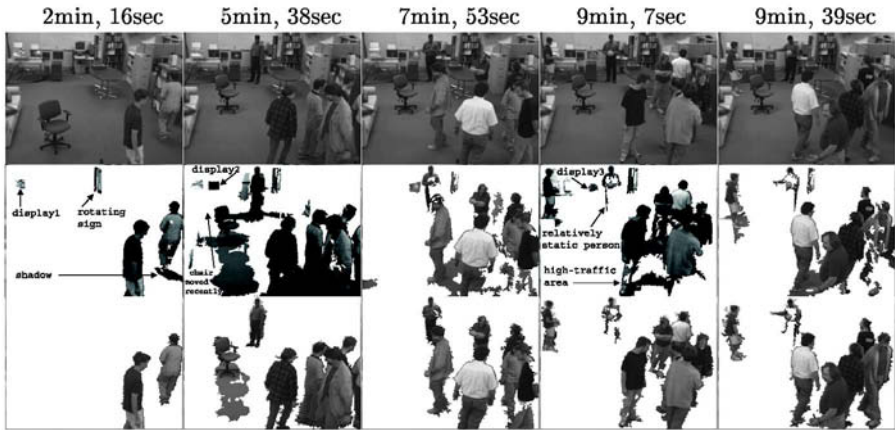 2min, 16sec
5min, 38sec
7min, 53sec
9min, 7sec
9min, 39sec
display1
rotating
sign
shadow
display2
chair
moved
recently
display3
relatively
static person
high-traffic
area